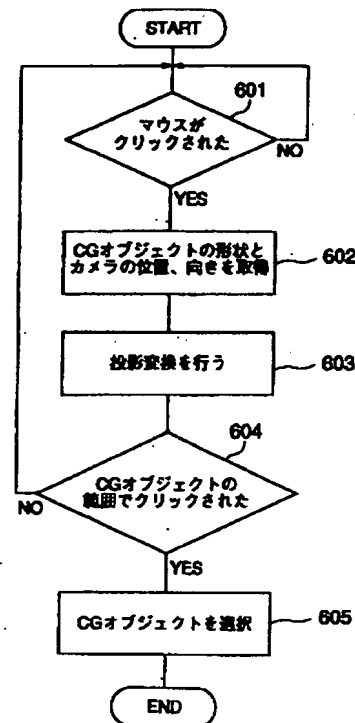 START
601
マウスが
クリックされた
NO
YES
CGオブジェクトの形状と
カメラの位置、向きを取得
602
投影変換を行う
603
604
CGオブジェクトの
範囲でクリックされた
NO
YES
CGオブジェクトを選択
605
END